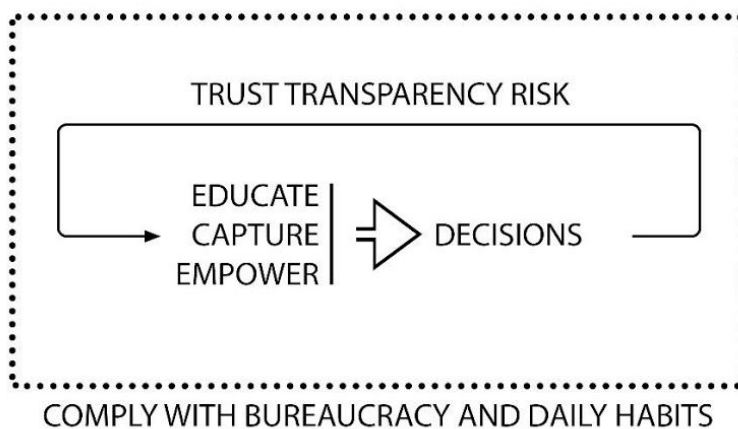 TRUST TRANSPARENCY RISK
EDUCATE
CAPTURE
EMPOWER
DECISIONS
COMPLY WITH BUREAUCRACY AND DAILY HABITS